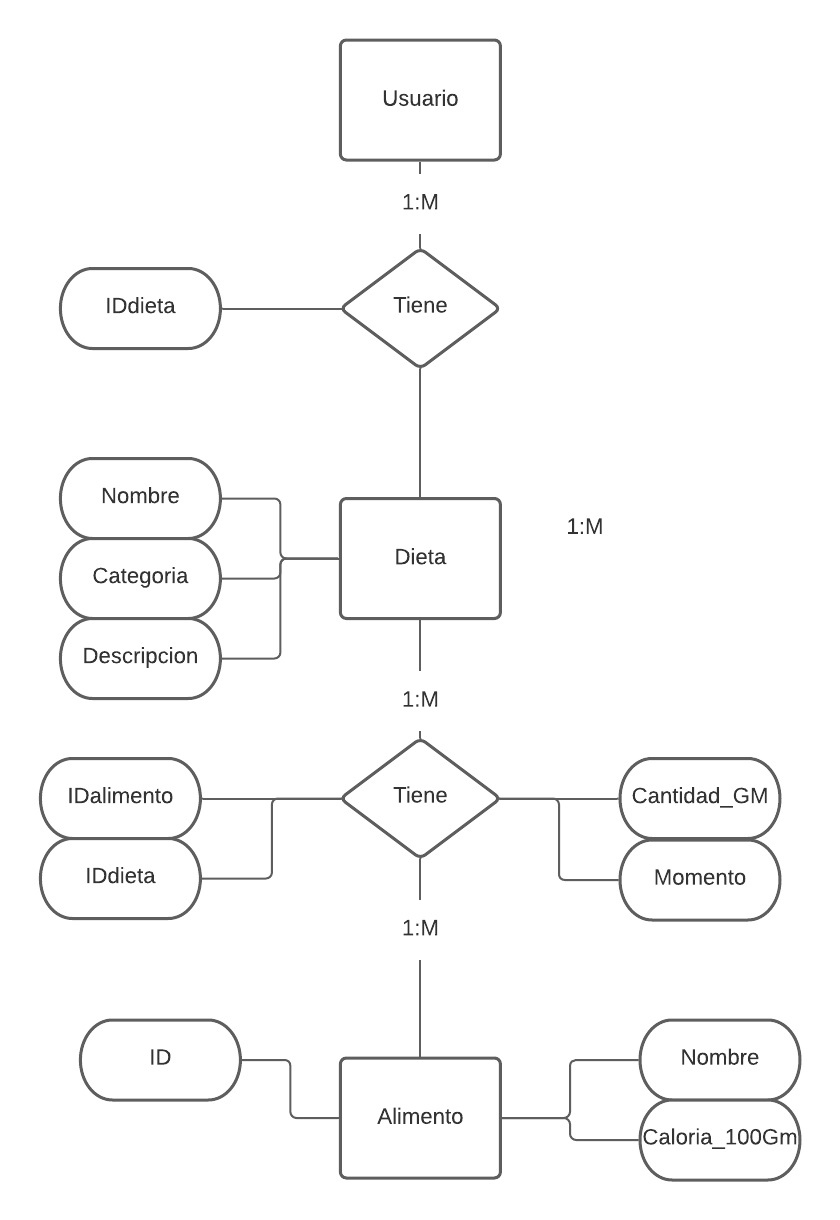 Usuario
1:M
IDdieta
Tiene
Nombre
Categoria
Descripcion
Dieta
1:M
1:M
IDalimento
IDdieta
Tiene
Cantidad_GM
Momento
1:M
ID
Alimento
Nombre
Caloria_100Gm